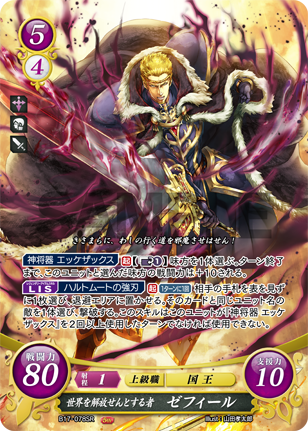 5
4
きさまらに、わしの行く道を邪魔させはせん!
神将器 エッケザックス 起 【1】味方を1体選ぶ。ターン終了
まで、このユニットと選んだ味方の戦闘力は+10される。
LIS ハルトムートの強刃 起 1ターンに1回 相手の手札を表を見ず
に1枚選び、退避エリアに置かせる。そのカードと同じユニット名の
敵を1体選び、撃破する。このスキルはこのユニットが『神将器 エッケ
ザックス』を2回以上使用したターンでなければ使用できない。
戦闘力
80
射程
1
上級職
国王
支援力
10
世界を解放せんとする者 ゼフィール
B17-078SR
Illust: 山田孝太郎